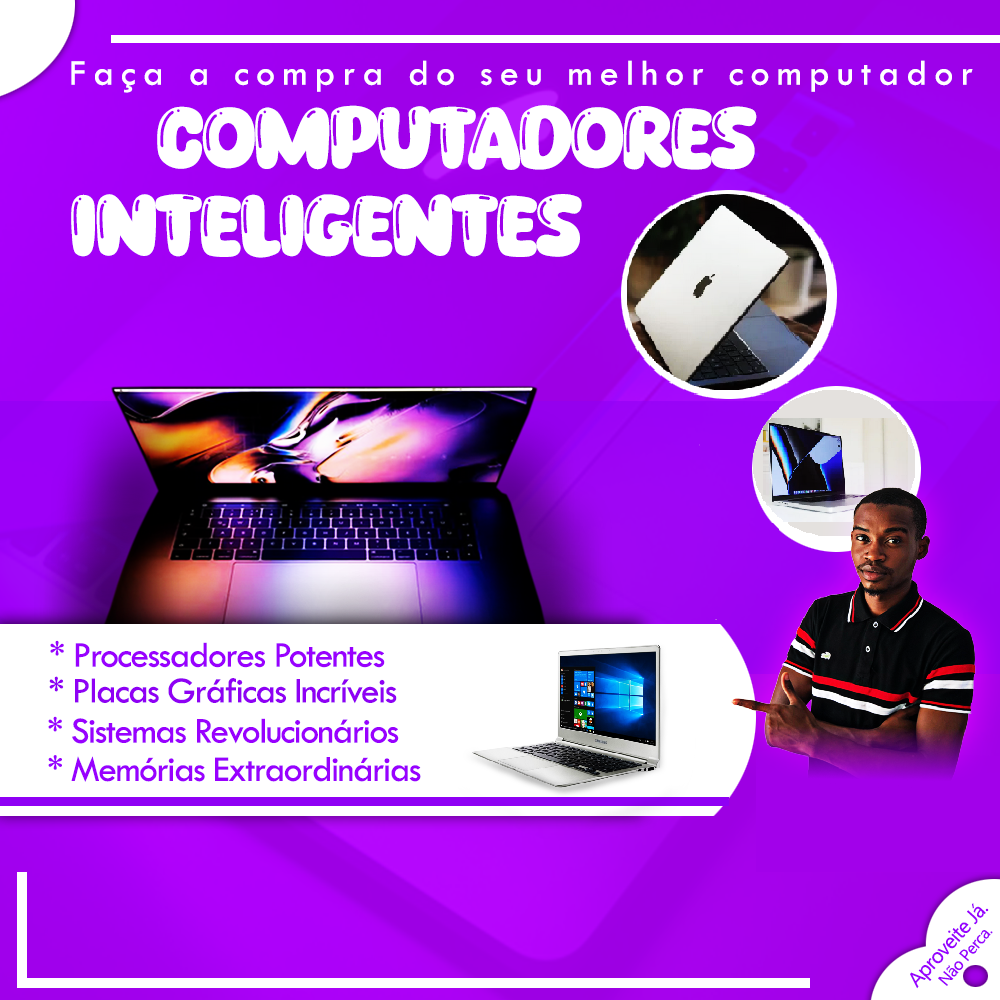 Faça a compra do seu melhor computador
COMPUTADORES
INTELIGENTES
* Processadores Potentes
* Placas Gráficas Incríveis
* Sistemas Revolucionários
* Memórias Extraordinárias
Aproveite Já.
Não Perca.